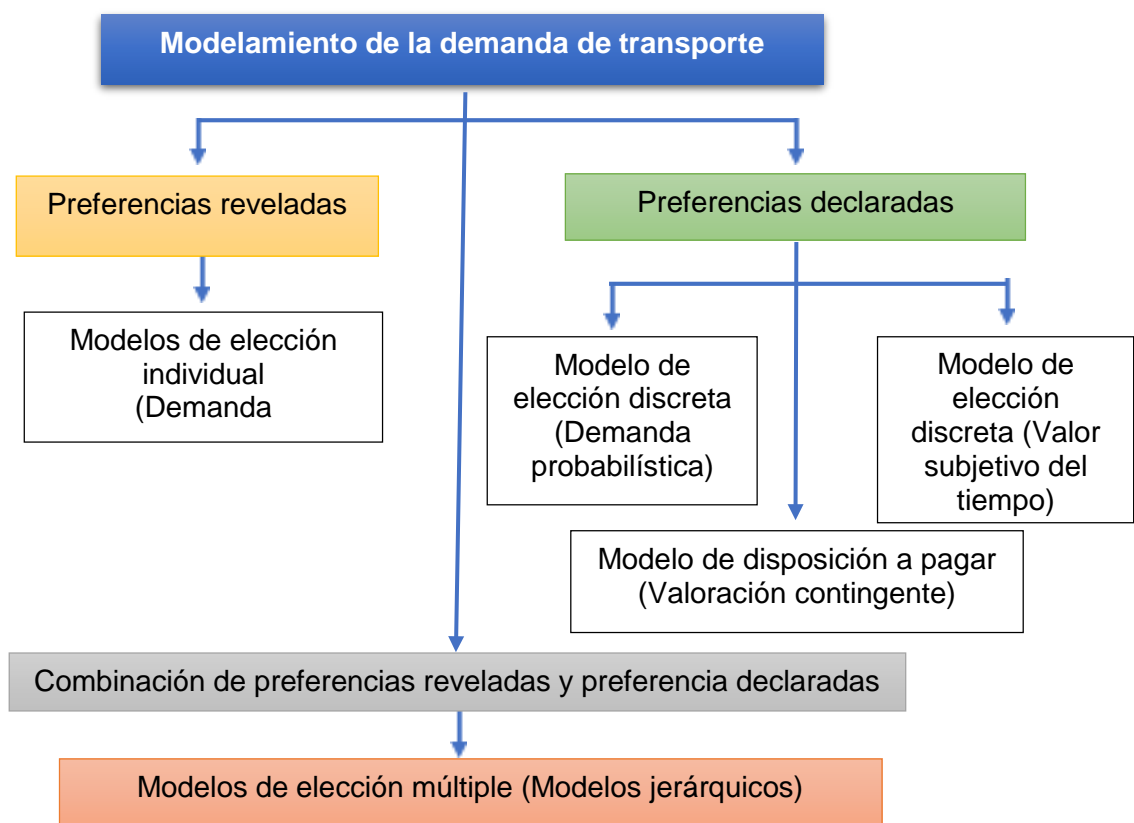 Modelamiento de la demanda de transporte
Preferencias reveladas
Preferencias declaradas
Modelos de elección
individual
(Demanda
Modelo de
elección discreta
(Demanda
probabilística)
Modelo de
elección
discreta (Valor
subjetivo del
tiempo)
Modelo de disposición a pagar
(Valoración contingente)
Combinación de preferencias reveladas y preferencia declaradas
Modelos de elección múltiple (Modelos jerárquicos)